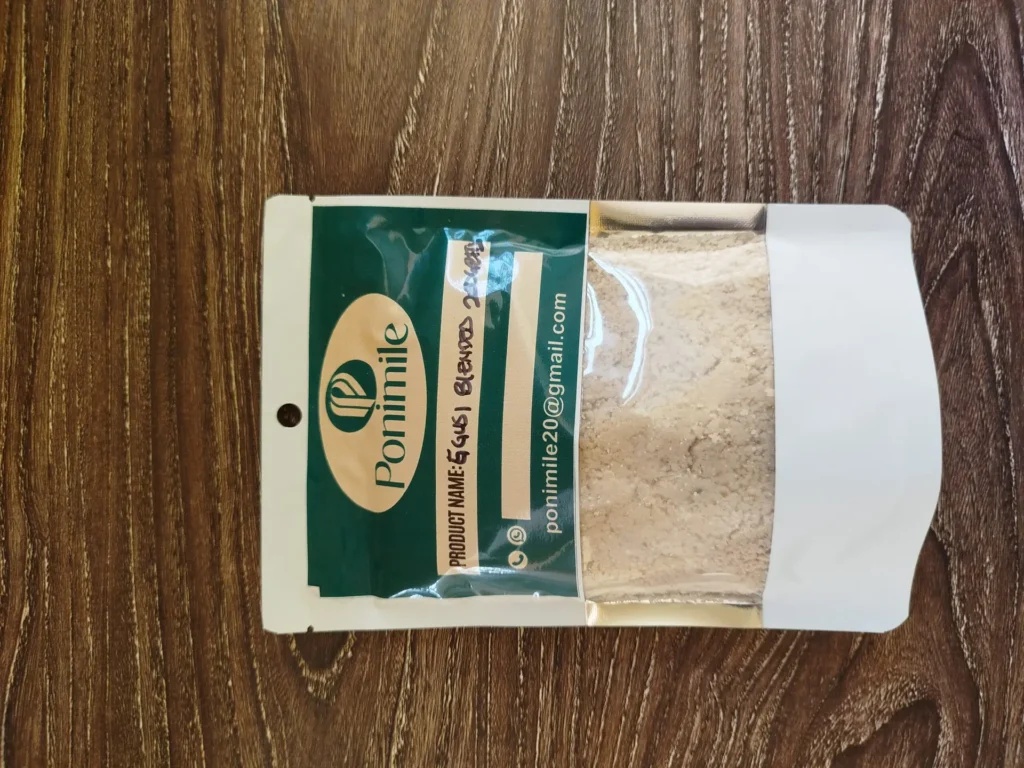 Ponimile
PRODUCT NAME: EGUSI BLENDED
ponimile20@gmail.com